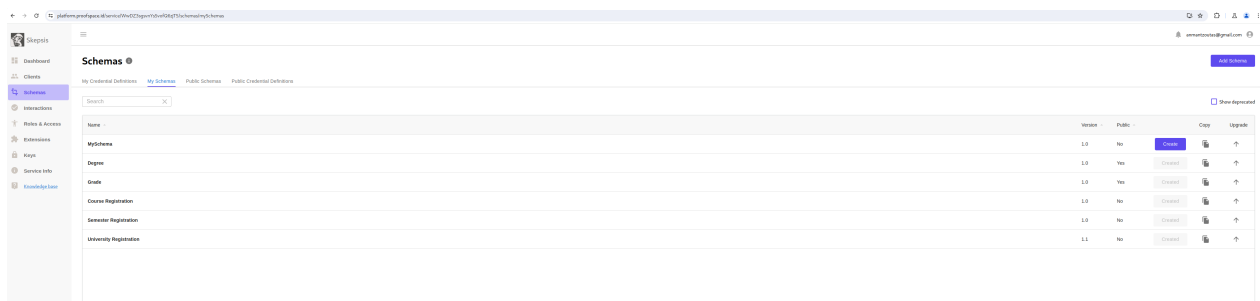 platform.proofspace.id/service/
Skepsis
anmantzoutas@gmail.com
Dashboard
Clients
Schemas
Interactions
Roles & Access
Extensions
Keys
Service Info
Knowledge base
Schemas
Add Schema
My Credential Definitions My Schemas Public Schemas Public Credential Definitions
Search
Show deprecated
Name Version Public Copy Upgrade
MySchema 1.0 No Create
Degree 1.0 Yes Created
Grade 1.0 Yes Created
Course Registration 1.0 No Created
Semester Registration 1.0 No Created
University Registration 1.1 No Created